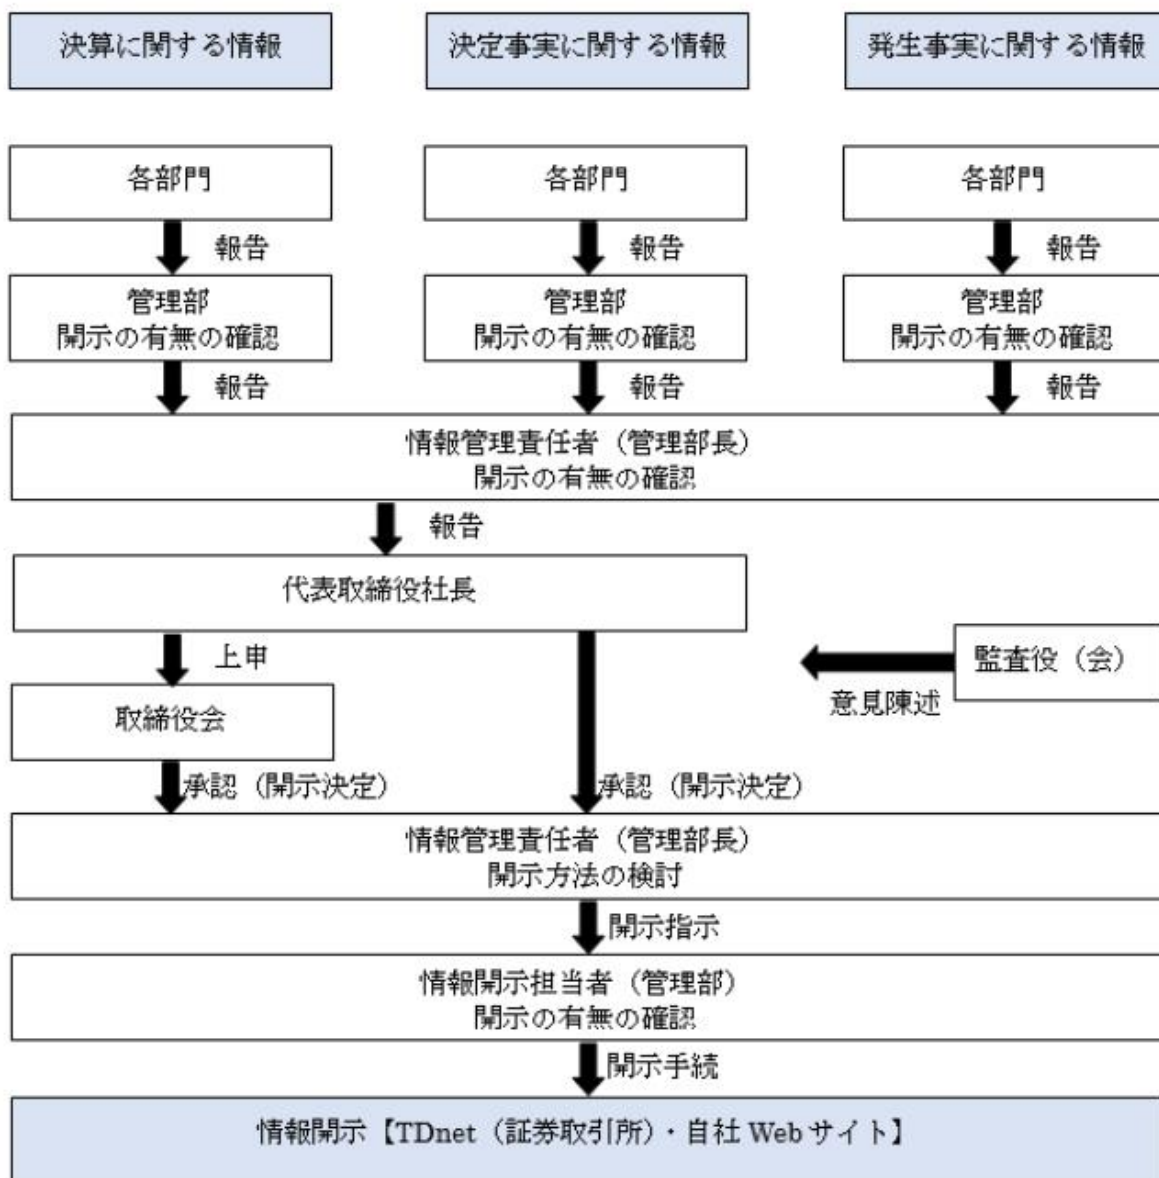 決算に関する情報
決定事実に関する情報
発生事実に関する情報
各部門
各部門
各部門
報告
報告
報告
管理部
開示の有無の確認
管理部
開示の有無の確認
管理部
開示の有無の確認
報告
報告
報告
情報管理責任者（管理部長）
開示の有無の確認
報告
代表取締役社長
上申
監査役（会）
意見陳述
取締役会
承認（開示決定）
承認（開示決定）
情報管理責任者（管理部長）
開示方法の検討
開示指示
情報開示担当者（管理部）
開示の有無の確認
開示手続
情報開示【TDnet（証券取引所）・自社 Web サイト】